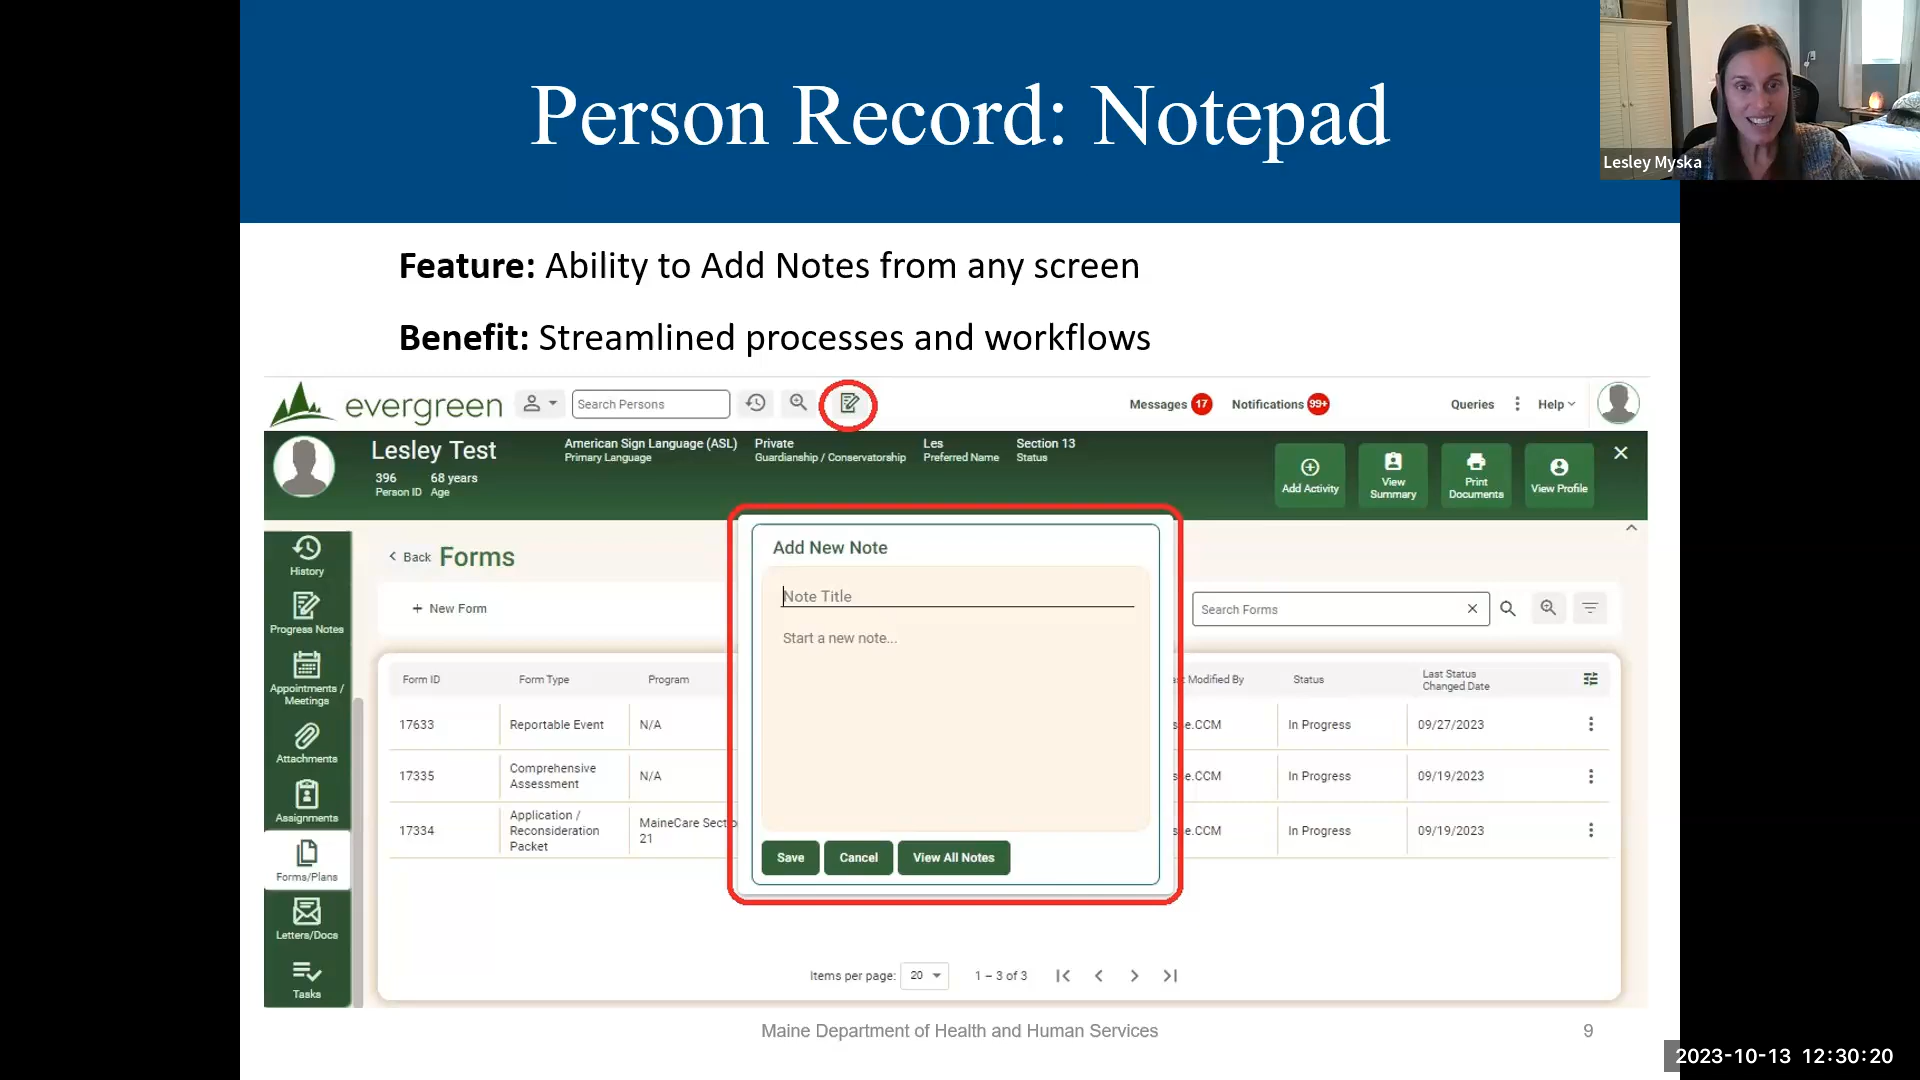 Person Record: Notepad
Lesley Myska
Feature: Ability to Add Notes from any screen
Benefit: Streamlined processes and workflows
evergreen
Search Persons
Messages 17
Notifications 99+
Queries
Help
Lesley Test
396
Person ID
68 years
Age
American Sign Language (ASL)
Primary Language
Private
Guardianship / Conservatorship
Les
Preferred Name
Section 13
Status
Add Activity
View
Summary
Print
Documents
View Profile
History
Progress Notes
Appointments /
Meetings
Attachments
Assignments
Forms/Plans
Letters/Docs
Tasks
Back Forms
+ New Form
Search Forms
Add New Note
Note Title
Start a new note...
Save
Cancel
View All Notes
Form ID Form Type Program Modified By Status Last Status
Changed Date
17633 Reportable Event N/A e.CCM In Progress 09/27/2023
17335 Comprehensive
Assessment N/A e.CCM In Progress 09/19/2023
17334 Application /
Reconsideration
Packet MaineCare
21 e.CCM In Progress 09/19/2023
Items per page: 20 1 – 3 of 3
Maine Department of Health and Human Services
9
2023-10-13 12:30:20